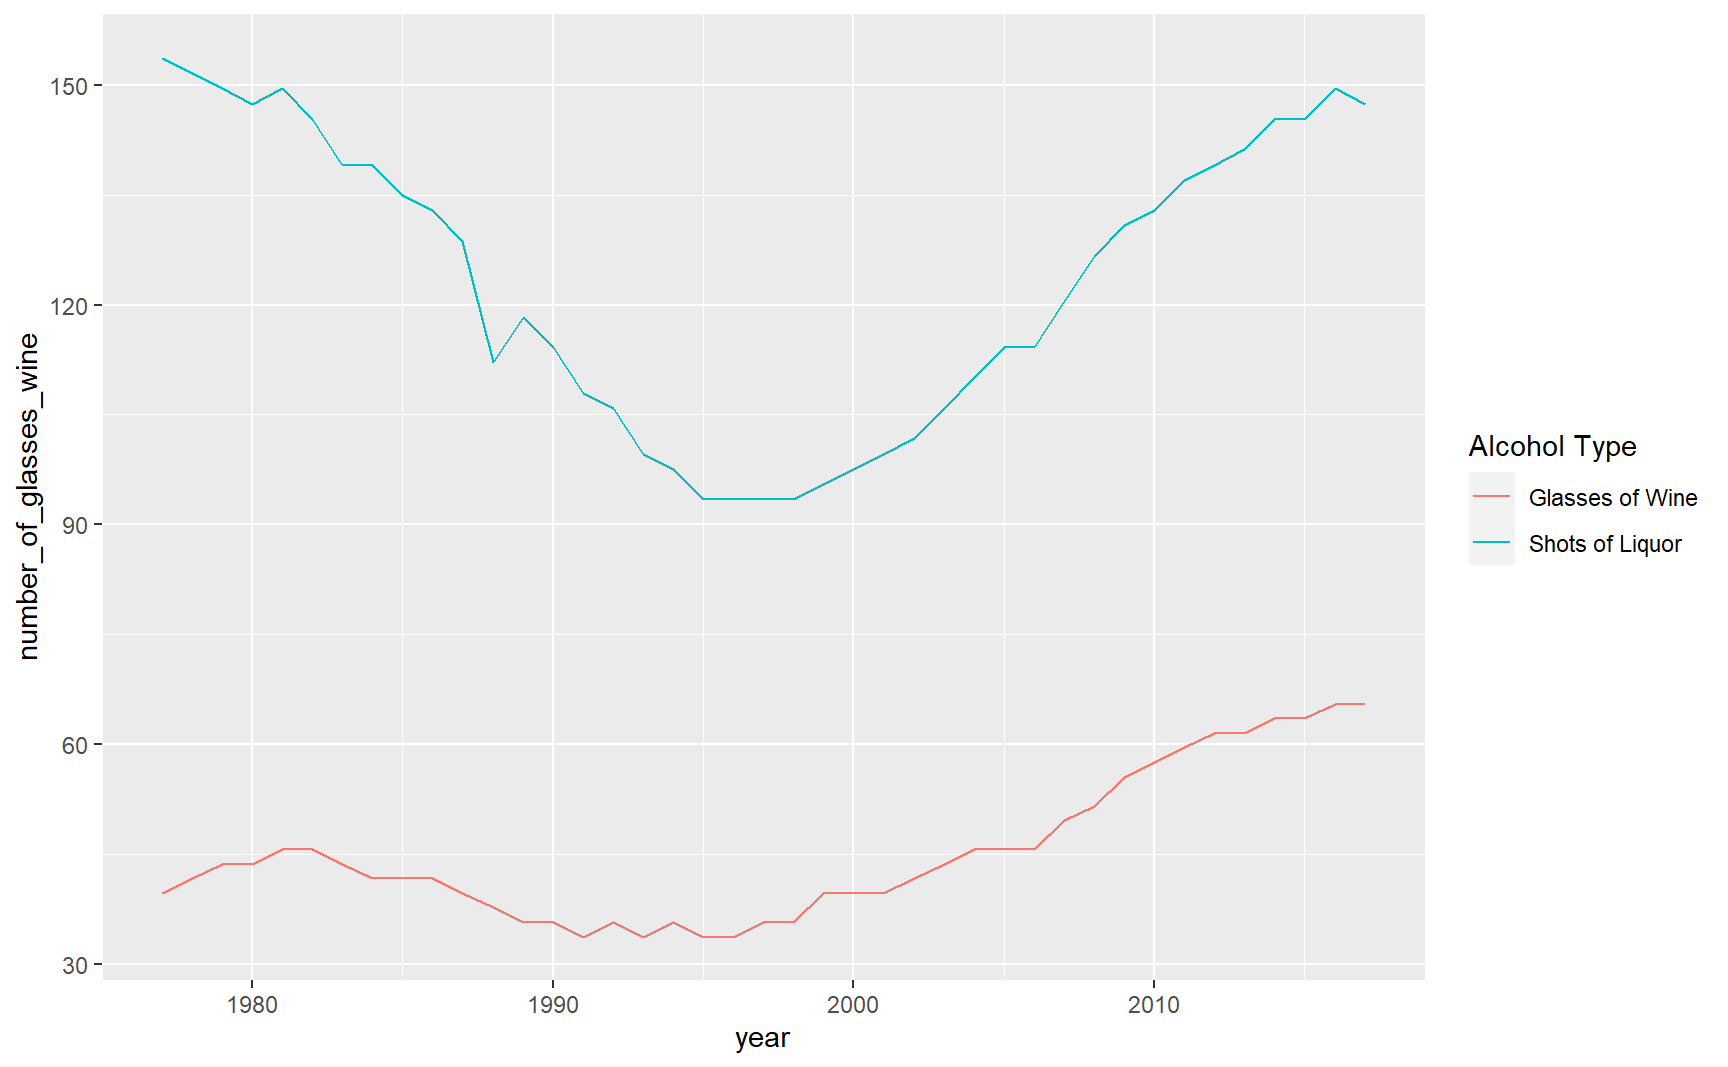 150
120
90
60
30
number_of_glasses_wine
1980 1990 2000 2010
year
Alcohol Type
Glasses of Wine
Shots of Liquor